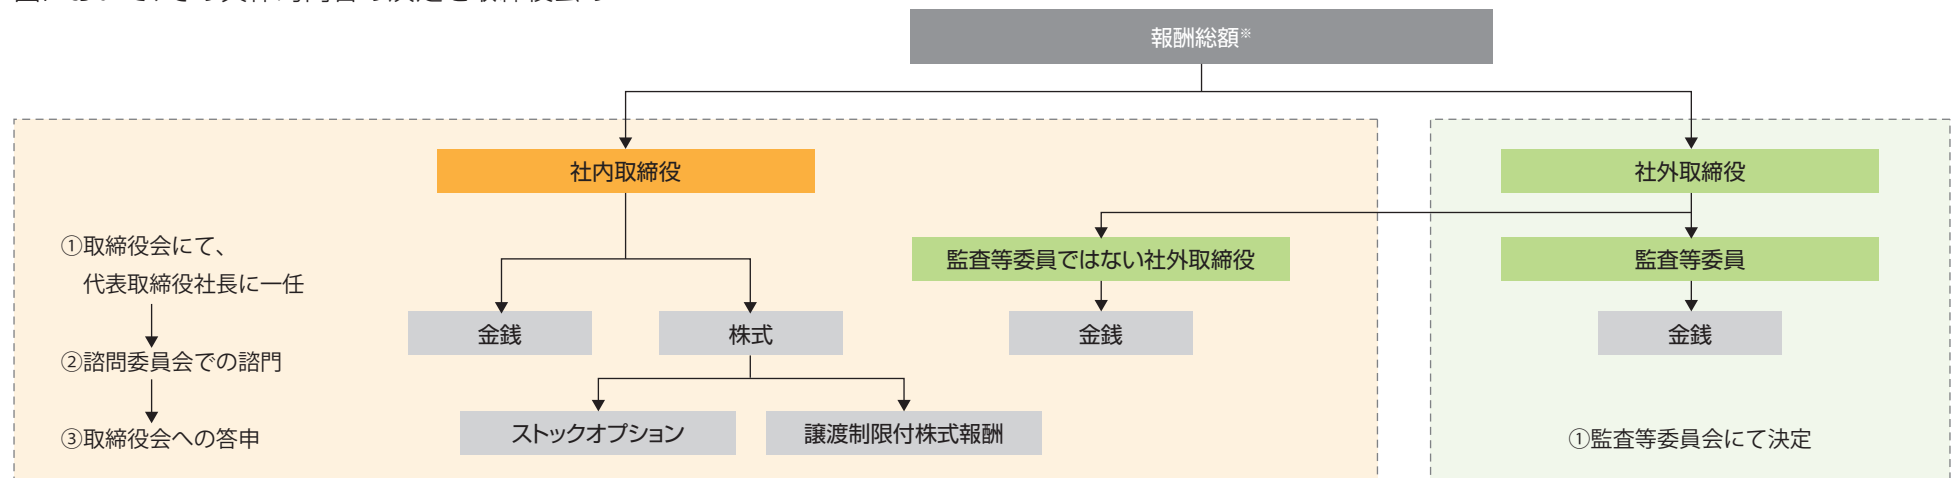 報酬総額※
社内取締役
社外取締役
①取締役会にて、
代表取締役社長に一任
②諮問委員会での諮門
③取締役会への答申
監査等委員ではない社外取締役
監査等委員
金銭
株式
金銭
金銭
ストックオプション
譲渡制限付株式報酬
①監査等委員会にて決定